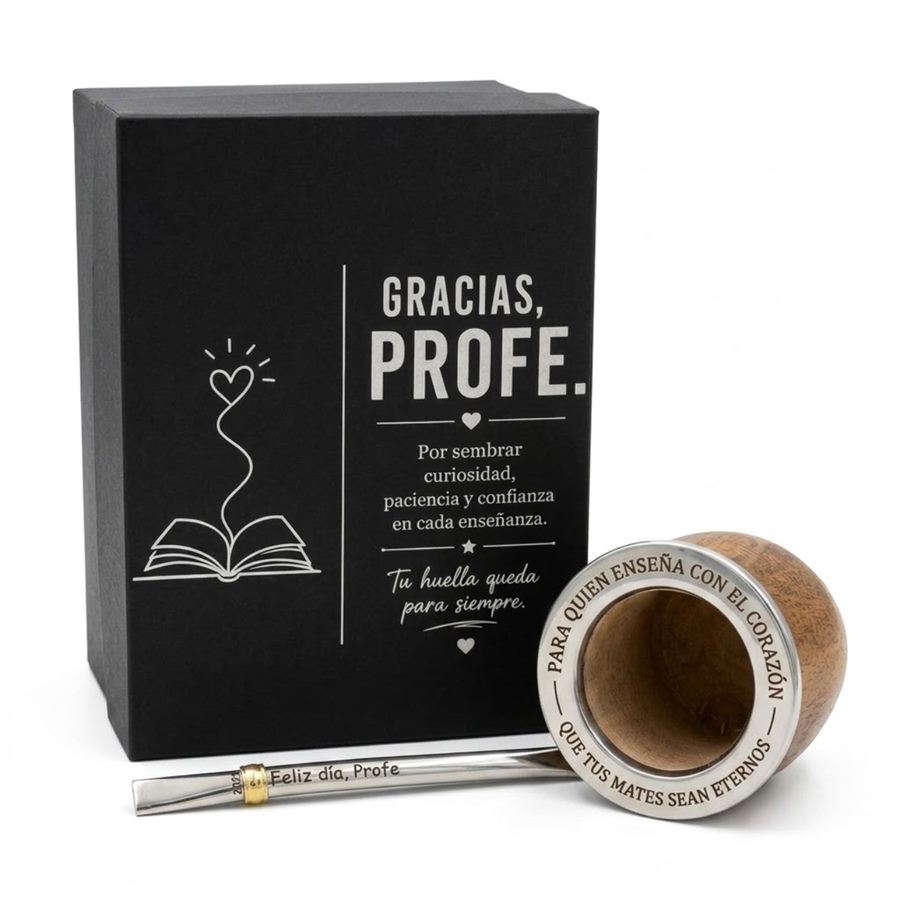 GRACIAS,
PROFE.
Por sembrar
curiosidad,
paciencia y confianza
en cada enseñanza.
Tu huella queda
para siempre.
PARA QUIEN ENSEÑA CON EL CORAZÓN
QUE TUS MATES SEAN ETERNOS
Feliz día, Profe